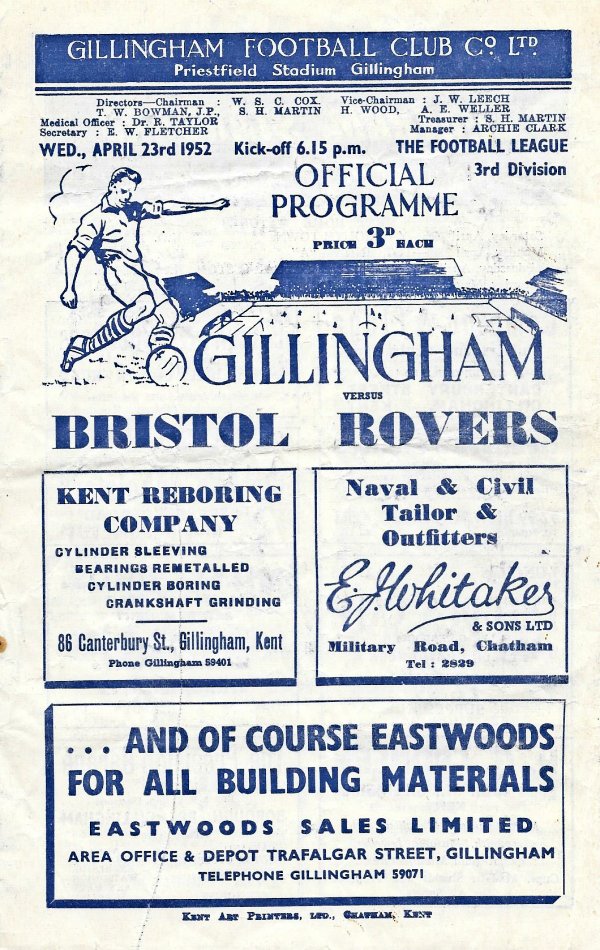 GILLINGHAM FOOTBALL CLUB Co LTD.
Priestfield Stadium Gillingham
Directors—Chairman : W. S. C. COX. Vice-Chairman : J. W. LEECH
T. W. BOWMAN, J.P., S. H. MARTIN H. WOOD, A. E. WELLER
Medical Officer : Dr. R. TAYLOR Treasurer : S. H. MARTIN
Secretary : E. W. FLETCHER Manager : ARCHIE CLARK
WED., APRIL 23rd 1952 Kick-off 6.15 p.m. THE FOOTBALL LEAGUE
3rd Division
OFFICIAL
PROGRAMME
PRICE 3D EACH
GILLINGHAM
VERSUS
BRISTOL ROVERS
KENT REBORING
COMPANY
CYLINDER SLEEVING
BEARINGS REMETALLED
CYLINDER BORING
CRANKSHAFT GRINDING
86 Canterbury St., Gillingham, Kent
Phone Gillingham 59401
Naval & Civil
Tailor &
Outfitters
E. J. Whitaker
& SONS LTD
Military Road, Chatham
Tel : 2829
... AND OF COURSE EASTWOODS
FOR ALL BUILDING MATERIALS
EASTWOODS SALES LIMITED
AREA OFFICE & DEPOT TRAFALGAR STREET, GILLINGHAM
TELEPHONE GILLINGHAM 59071
KENT ART PRINTERS, LTD., CHATHAM, KENT